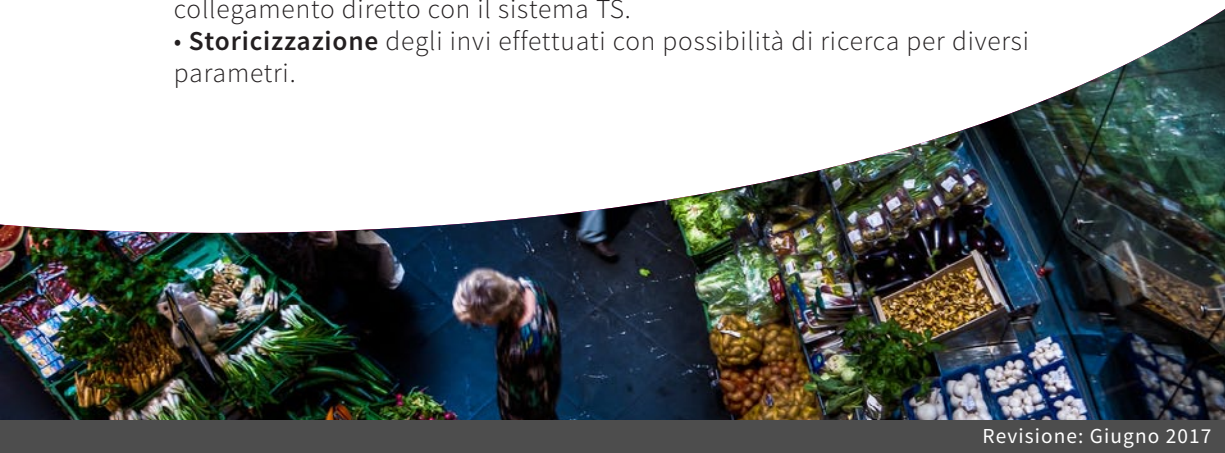 collegamento diretto con il sistema TS.
• Storicizzazione degli invi effettuati con possibilità di ricerca per diversi
parametri.
Revisione: Giugno 2017